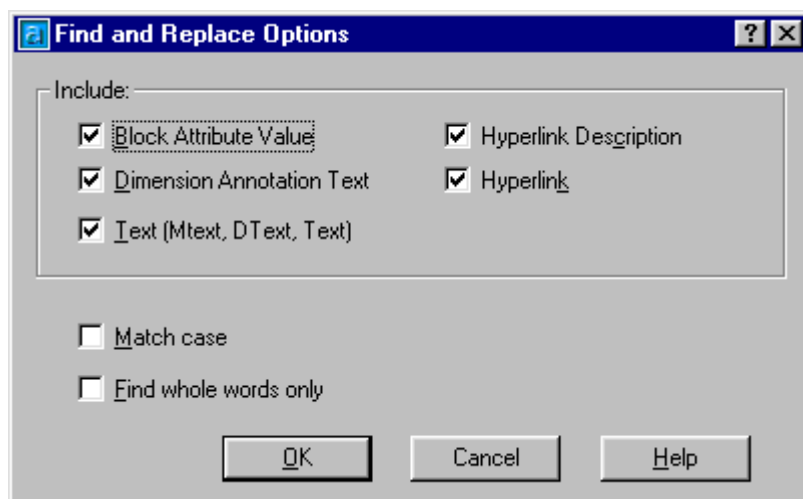 Find and Replace Options
Include:
Block Attribute Value
Hyperlink Description
Dimension Annotation Text
Hyperlink
Text (Mtext, DText, Text)
Match case
Find whole words only
OK Cancel Help